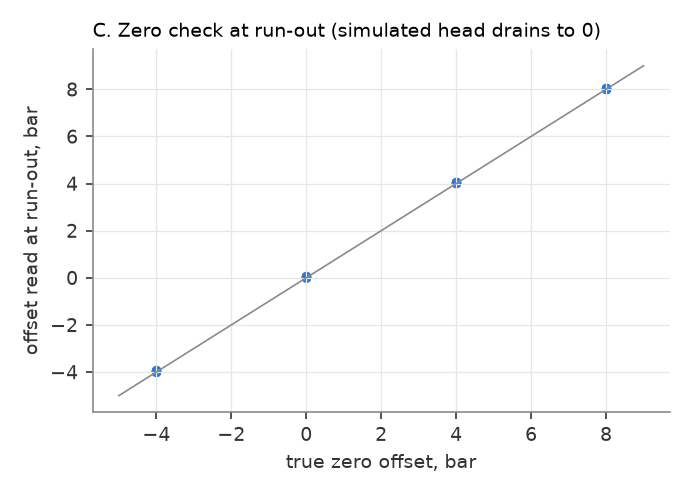 C. Zero check at run-out (simulated head drains to 0)
offset read at run-out, bar
8
6
4
2
0
−2
−4
−4 −2 0 2 4 6 8
true zero offset, bar